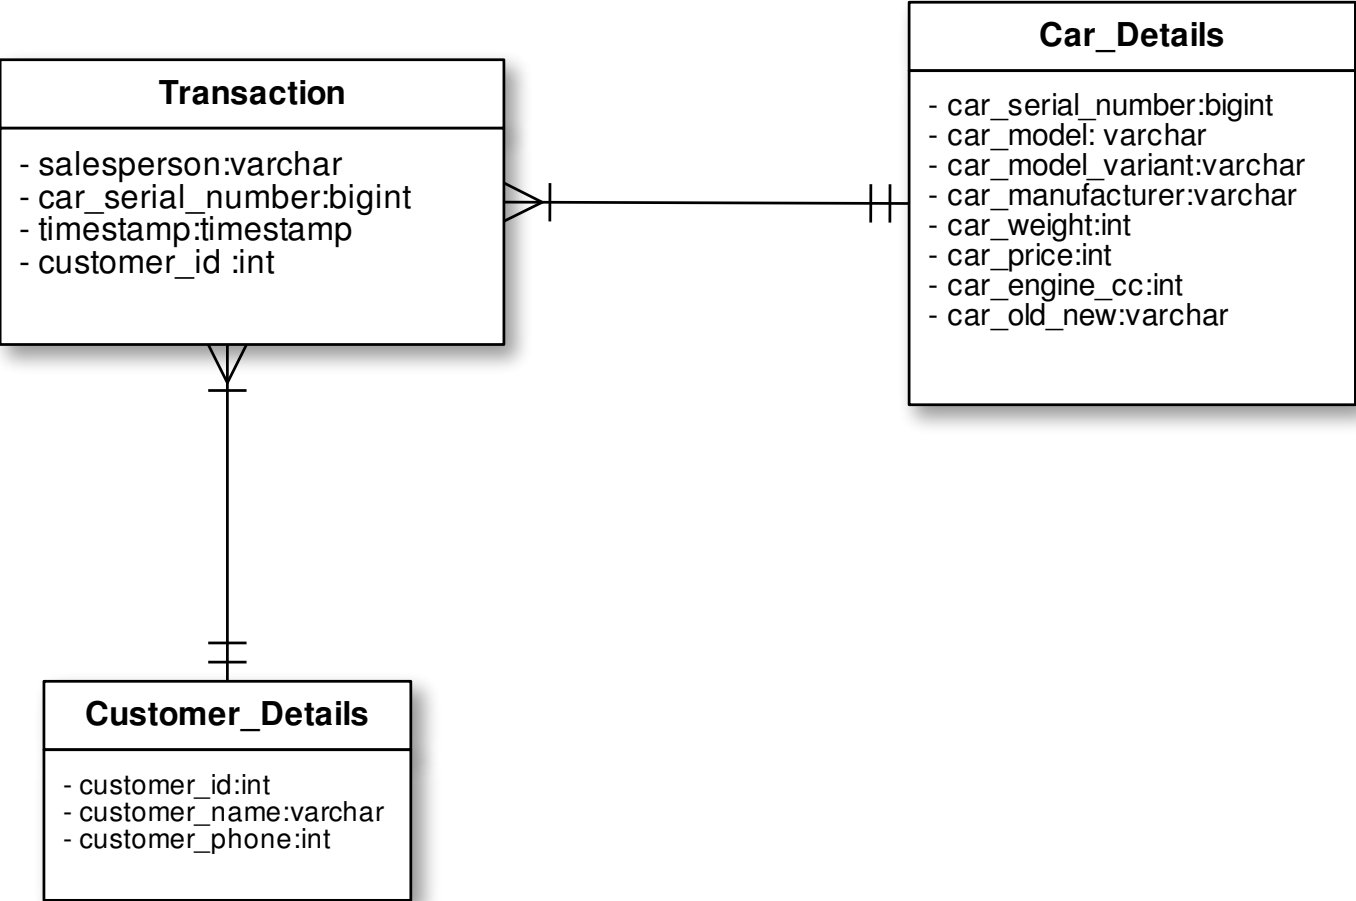 Transaction
- salesperson:varchar
- car_serial_number:bigint
- timestamp:timestamp
- customer_id :int
Car_Details
- car_serial_number:bigint
- car_model: varchar
- car_model_variant:varchar
- car_manufacturer:varchar
- car_weight:int
- car_price:int
- car_engine_cc:int
- car_old_new:varchar
Customer_Details
- customer_id:int
- customer_name:varchar
- customer_phone:int